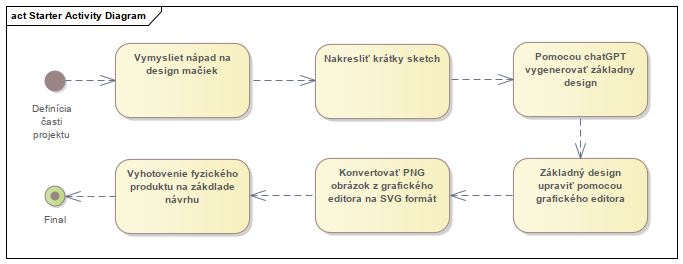 act Starter Activity Diagram
Definícia
časti
projektu
Vymysliet nápad na
design mačiek
Nakresliť krátky sketch
Pomocou chatGPT
vygenerovať základny
design
Základný design
upraviť pomocou
grafického editora
Konvertovať PNG
obrázok z grafického
editora na SVG formát
Vyhotovenie fyzického
produktu na zákdlade
návrhu
Final